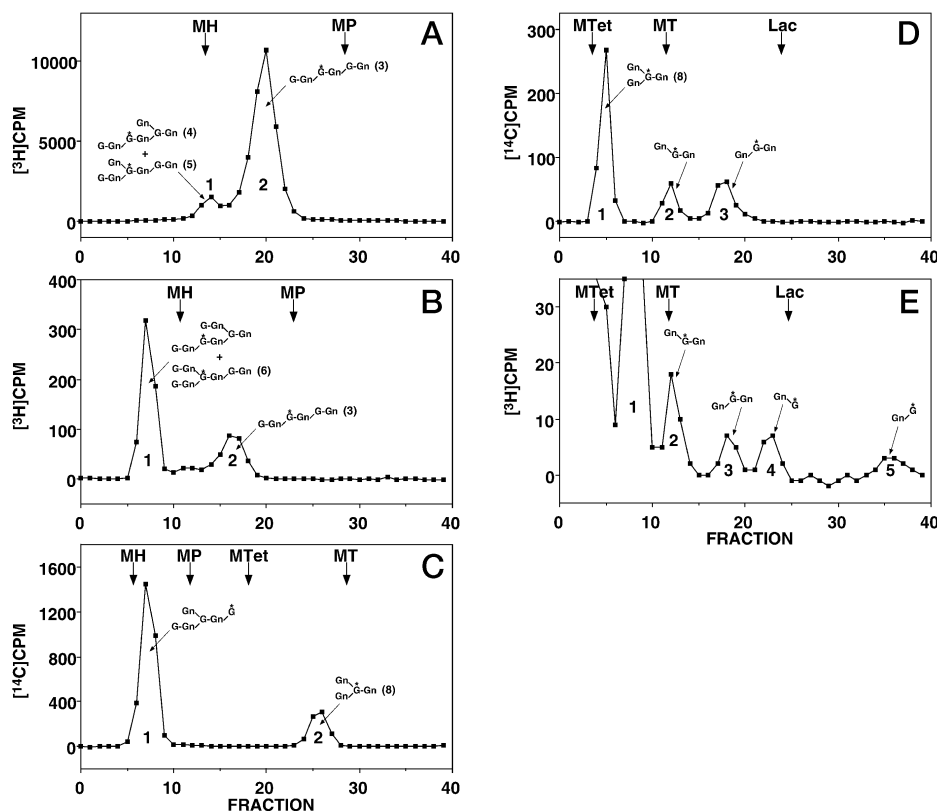 A
MH
MP
[³H]CPM
10000
5000
0
G-Gn G-Gn G-Gn (3)
*
Gn
G-Gn (4)
*
G-Gn G-Gn
+
Gn
*
G-Gn G-Gn (5)
G-Gn
1
2
0 10 20 30 40
B
MH
MP
[³H]CPM
400
300
200
100
0
G-Gn
G-Gn
*
G-Gn G-Gn
+
G-Gn
*
G-Gn G-Gn (6)
G-Gn
G-Gn G-Gn G-Gn (3)
*
1
2
0 10 20 30 40
C
MH
MP
MTet
MT
[¹⁴C]CPM
1600
1200
800
400
0
*
Gn G
G-Gn
G-Gn
Gn
*
G-Gn (8)
Gn
1
2
0 10 20 30 40
FRACTION
D
MTet
MT
Lac
[¹⁴C]CPM
300
200
100
0
Gn
*
G-Gn (8)
Gn
Gn
*
G-Gn
*
G-Gn
Gn
1
2
3
0 10 20 30 40
E
MTet
MT
Lac
[³H]CPM
30
20
10
0
Gn
*
G-Gn
*
G-Gn
Gn
Gn
*
G
*
G
Gn
1
2
3
4
5
0 10 20 30 40
FRACTION